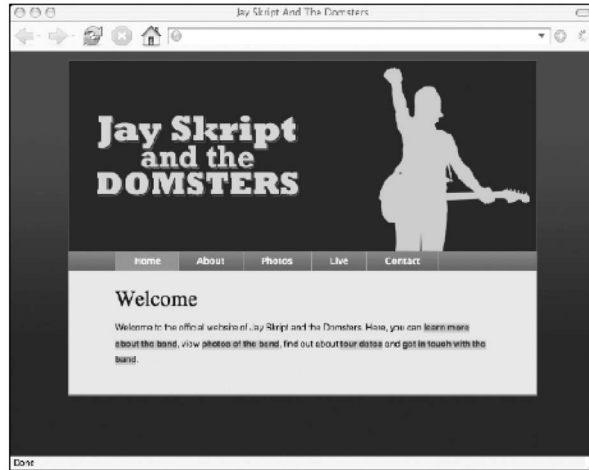 Jay Skript And The Domsters
Jay Skript
and the
DOMSTERS
Home About Photos Live Contact
Welcome
Welcome to the official website of Jay Skript and the Domsters. Here, you can learn more
about the band, view photos of the band, find out about tour dates and get in touch with the
band.
Done